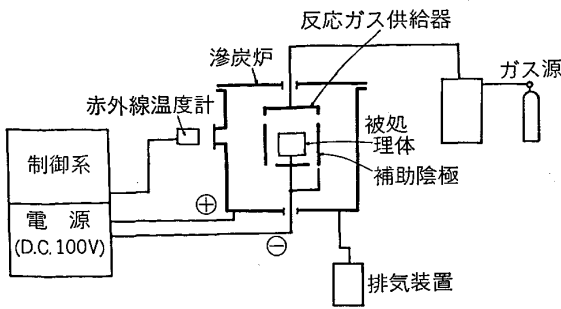 反応ガス供給器
滲炭炉
ガス源
赤外線温度計
被処
理体
制御系
補助陰極
電源
(D.C.100V)
⊕
⊖
排気装置